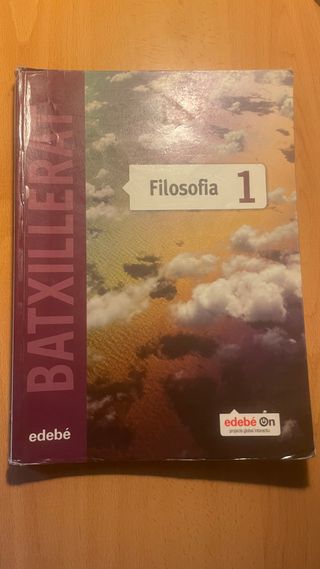 BATXILLERAT
Filosofia 1
edebé
edebé On
projecte global interactiu